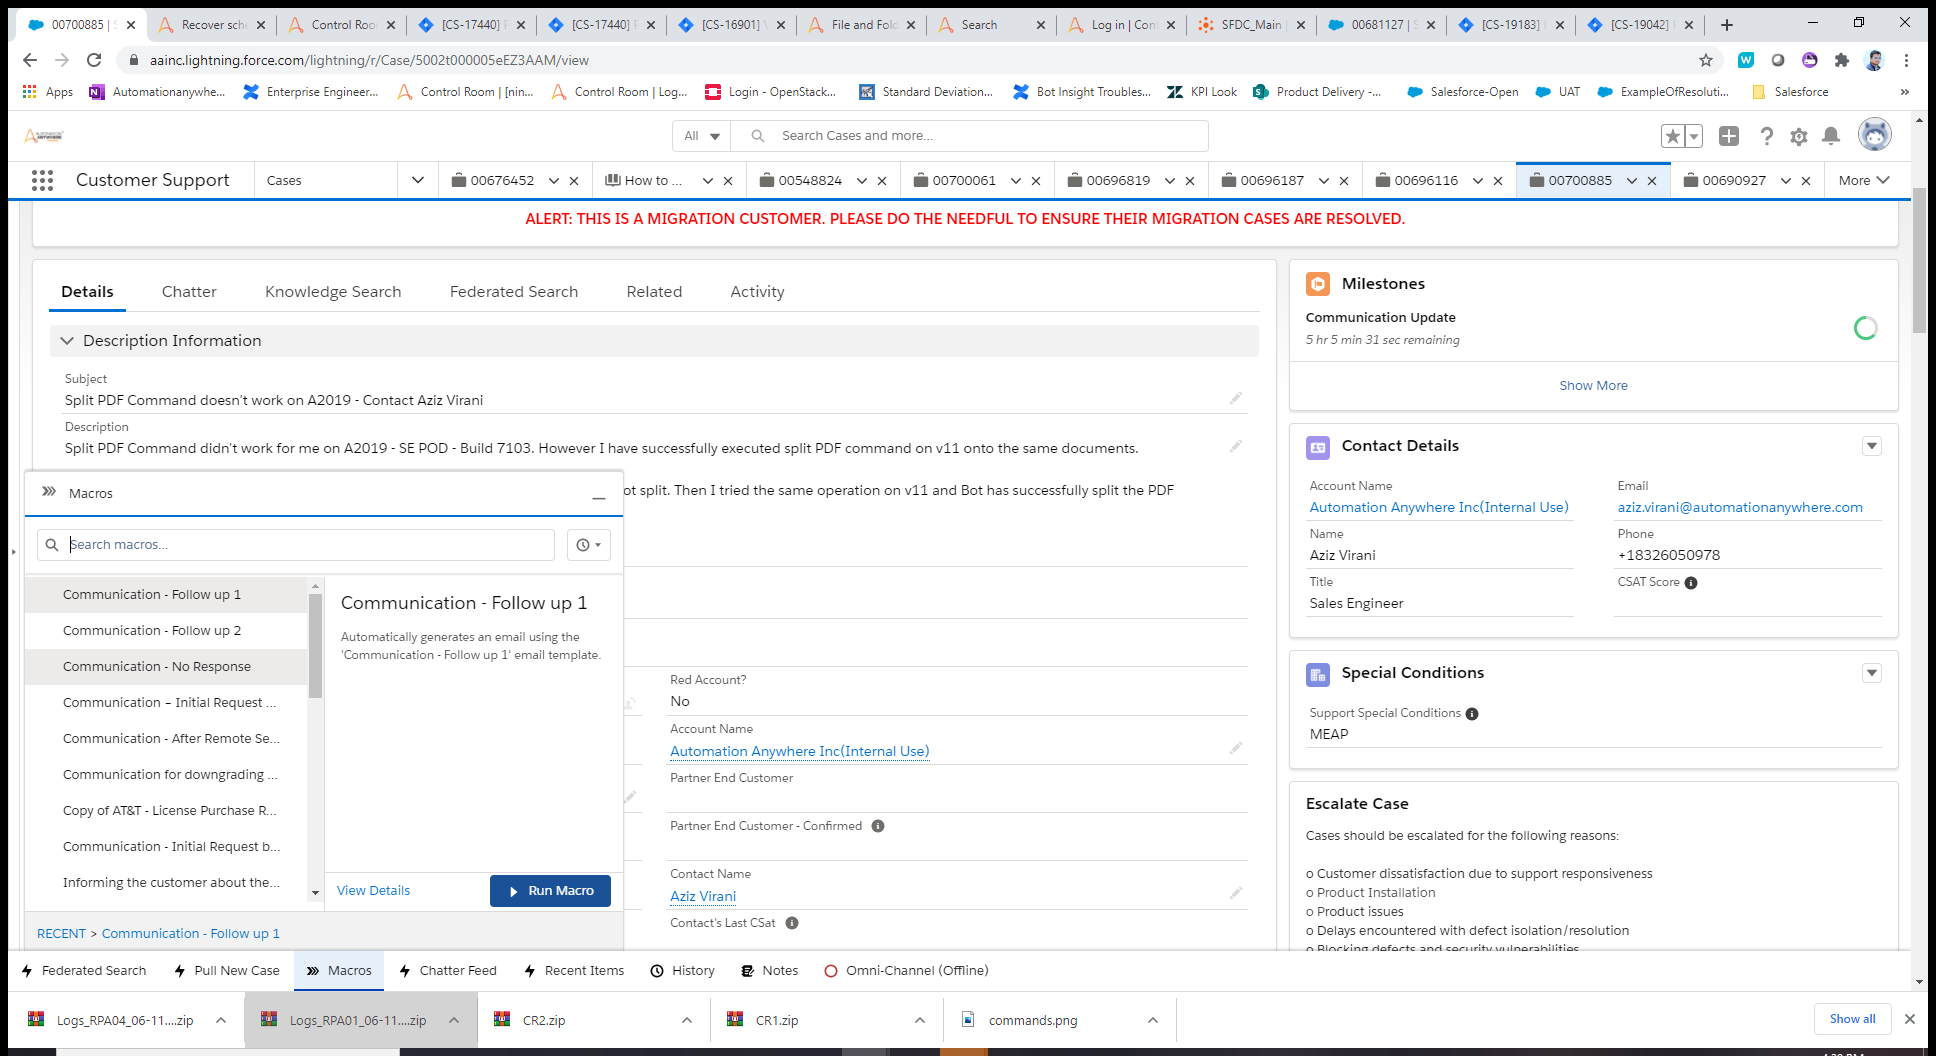 00700885 | S
Recover sche
Control Roo
[CS-17440] F
[CS-17440] F
[CS-16901] V
File and Fold
Search
Log in | Cont
SFDC_Main
00681127 | S
[CS-19183]
[CS-19042] F
aainc.lightning.force.com/lightning/r/Case/5002t000005eEZ3AAM/view
Apps
Automationanywhe...
Enterprise Engineer...
Control Room | [nin...
Control Room | Log...
Login - OpenStack...
Standard Deviation...
Bot Insight Troubles...
KPI Look
Product Delivery -...
Salesforce-Open
UAT
ExampleOfResoluti...
Salesforce
»
All
Search Cases and more...
Customer Support
Cases
00676452
How to ...
00548824
00700061
00696819
00696187
00696116
00700885
00690927
More
ALERT: THIS IS A MIGRATION CUSTOMER. PLEASE DO THE NEEDFUL TO ENSURE THEIR MIGRATION CASES ARE RESOLVED.
Details
Chatter
Knowledge Search
Federated Search
Related
Activity
Description Information
Subject
Split PDF Command doesn't work on A2019 - Contact Aziz Virani
Description
Split PDF Command didn't work for me on A2019 - SE POD - Build 7103. However I have successfully executed split PDF command on v11 onto the same documents.
ot split. Then I tried the same operation on v11 and Bot has successfully split the PDF
Macros
Search macros...
Communication - Follow up 1
Communication - Follow up 2
Communication - No Response
Communication – Initial Request ...
Communication - After Remote Se...
Communication for downgrading ...
Copy of AT&T - License Purchase R...
Communication - Initial Request b...
Informing the customer about the...
Communication - Follow up 1
Automatically generates an email using the
'Communication - Follow up 1' email template.
View Details
Run Macro
RECENT > Communication - Follow up 1
Red Account?
No
Account Name
Automation Anywhere Inc(Internal Use)
Partner End Customer
Partner End Customer - Confirmed
Contact Name
Aziz Virani
Contact's Last CSat
Milestones
Communication Update
5 hr 5 min 31 sec remaining
Show More
Contact Details
Account Name
Automation Anywhere Inc(Internal Use)
Email
aziz.virani@automationanywhere.com
Name
Aziz Virani
Phone
+18326050978
Title
Sales Engineer
CSAT Score
Special Conditions
Support Special Conditions
MEAP
Escalate Case
Cases should be escalated for the following reasons:
o Customer dissatisfaction due to support responsiveness
o Product Installation
o Product issues
o Delays encountered with defect isolation/resolution
o Blocking defects and security vulnerabilities
Federated Search
Pull New Case
Macros
Chatter Feed
Recent Items
History
Notes
Omni-Channel (Offline)
Logs_RPA04_06-11....zip
Logs_RPA01_06-11....zip
CR2.zip
CR1.zip
commands.png
Show all